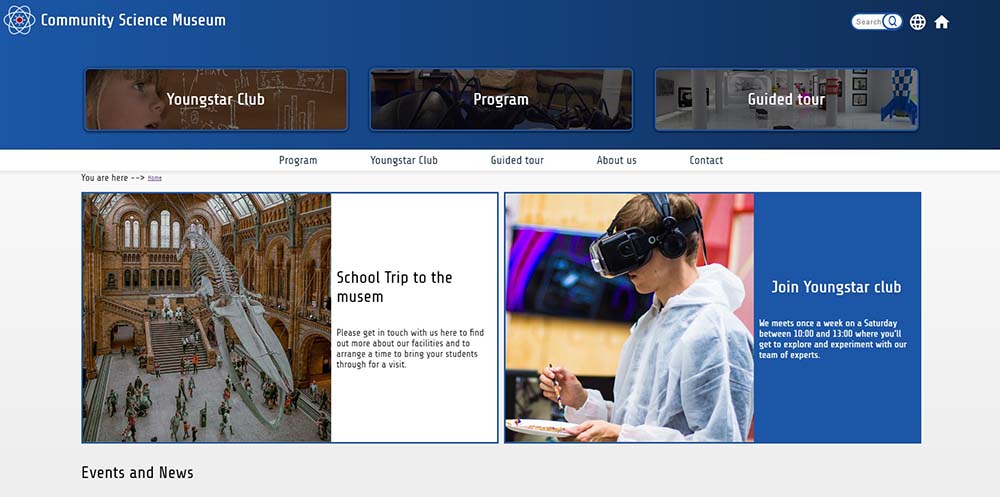 Community Science Museum
Search
Youngstar Club
Program
Guided tour
Program
Youngstar Club
Guided tour
About us
Contact
You are here --> Home
School Trip to the
musem
Please get in touch with us here to find
out more about our facilities and to
arrange a time to bring your students
through for a visit.
Join Youngstar club
We meets once a week on a Saturday
between 10:00 and 13:00 where you'll
get to explore and experiment with our
team of experts.
Events and News